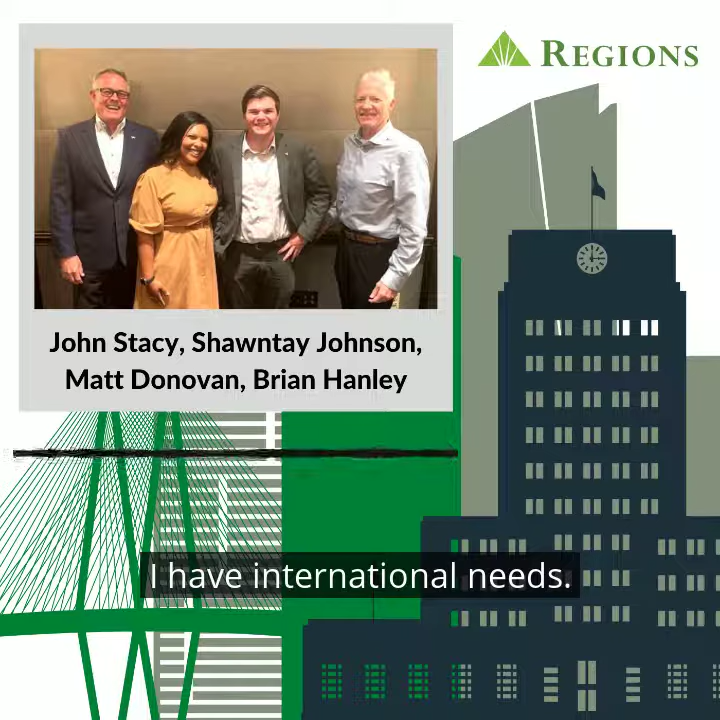 REGIONS
John Stacy, Shawntay Johnson,
Matt Donovan, Brian Hanley
I have international needs.